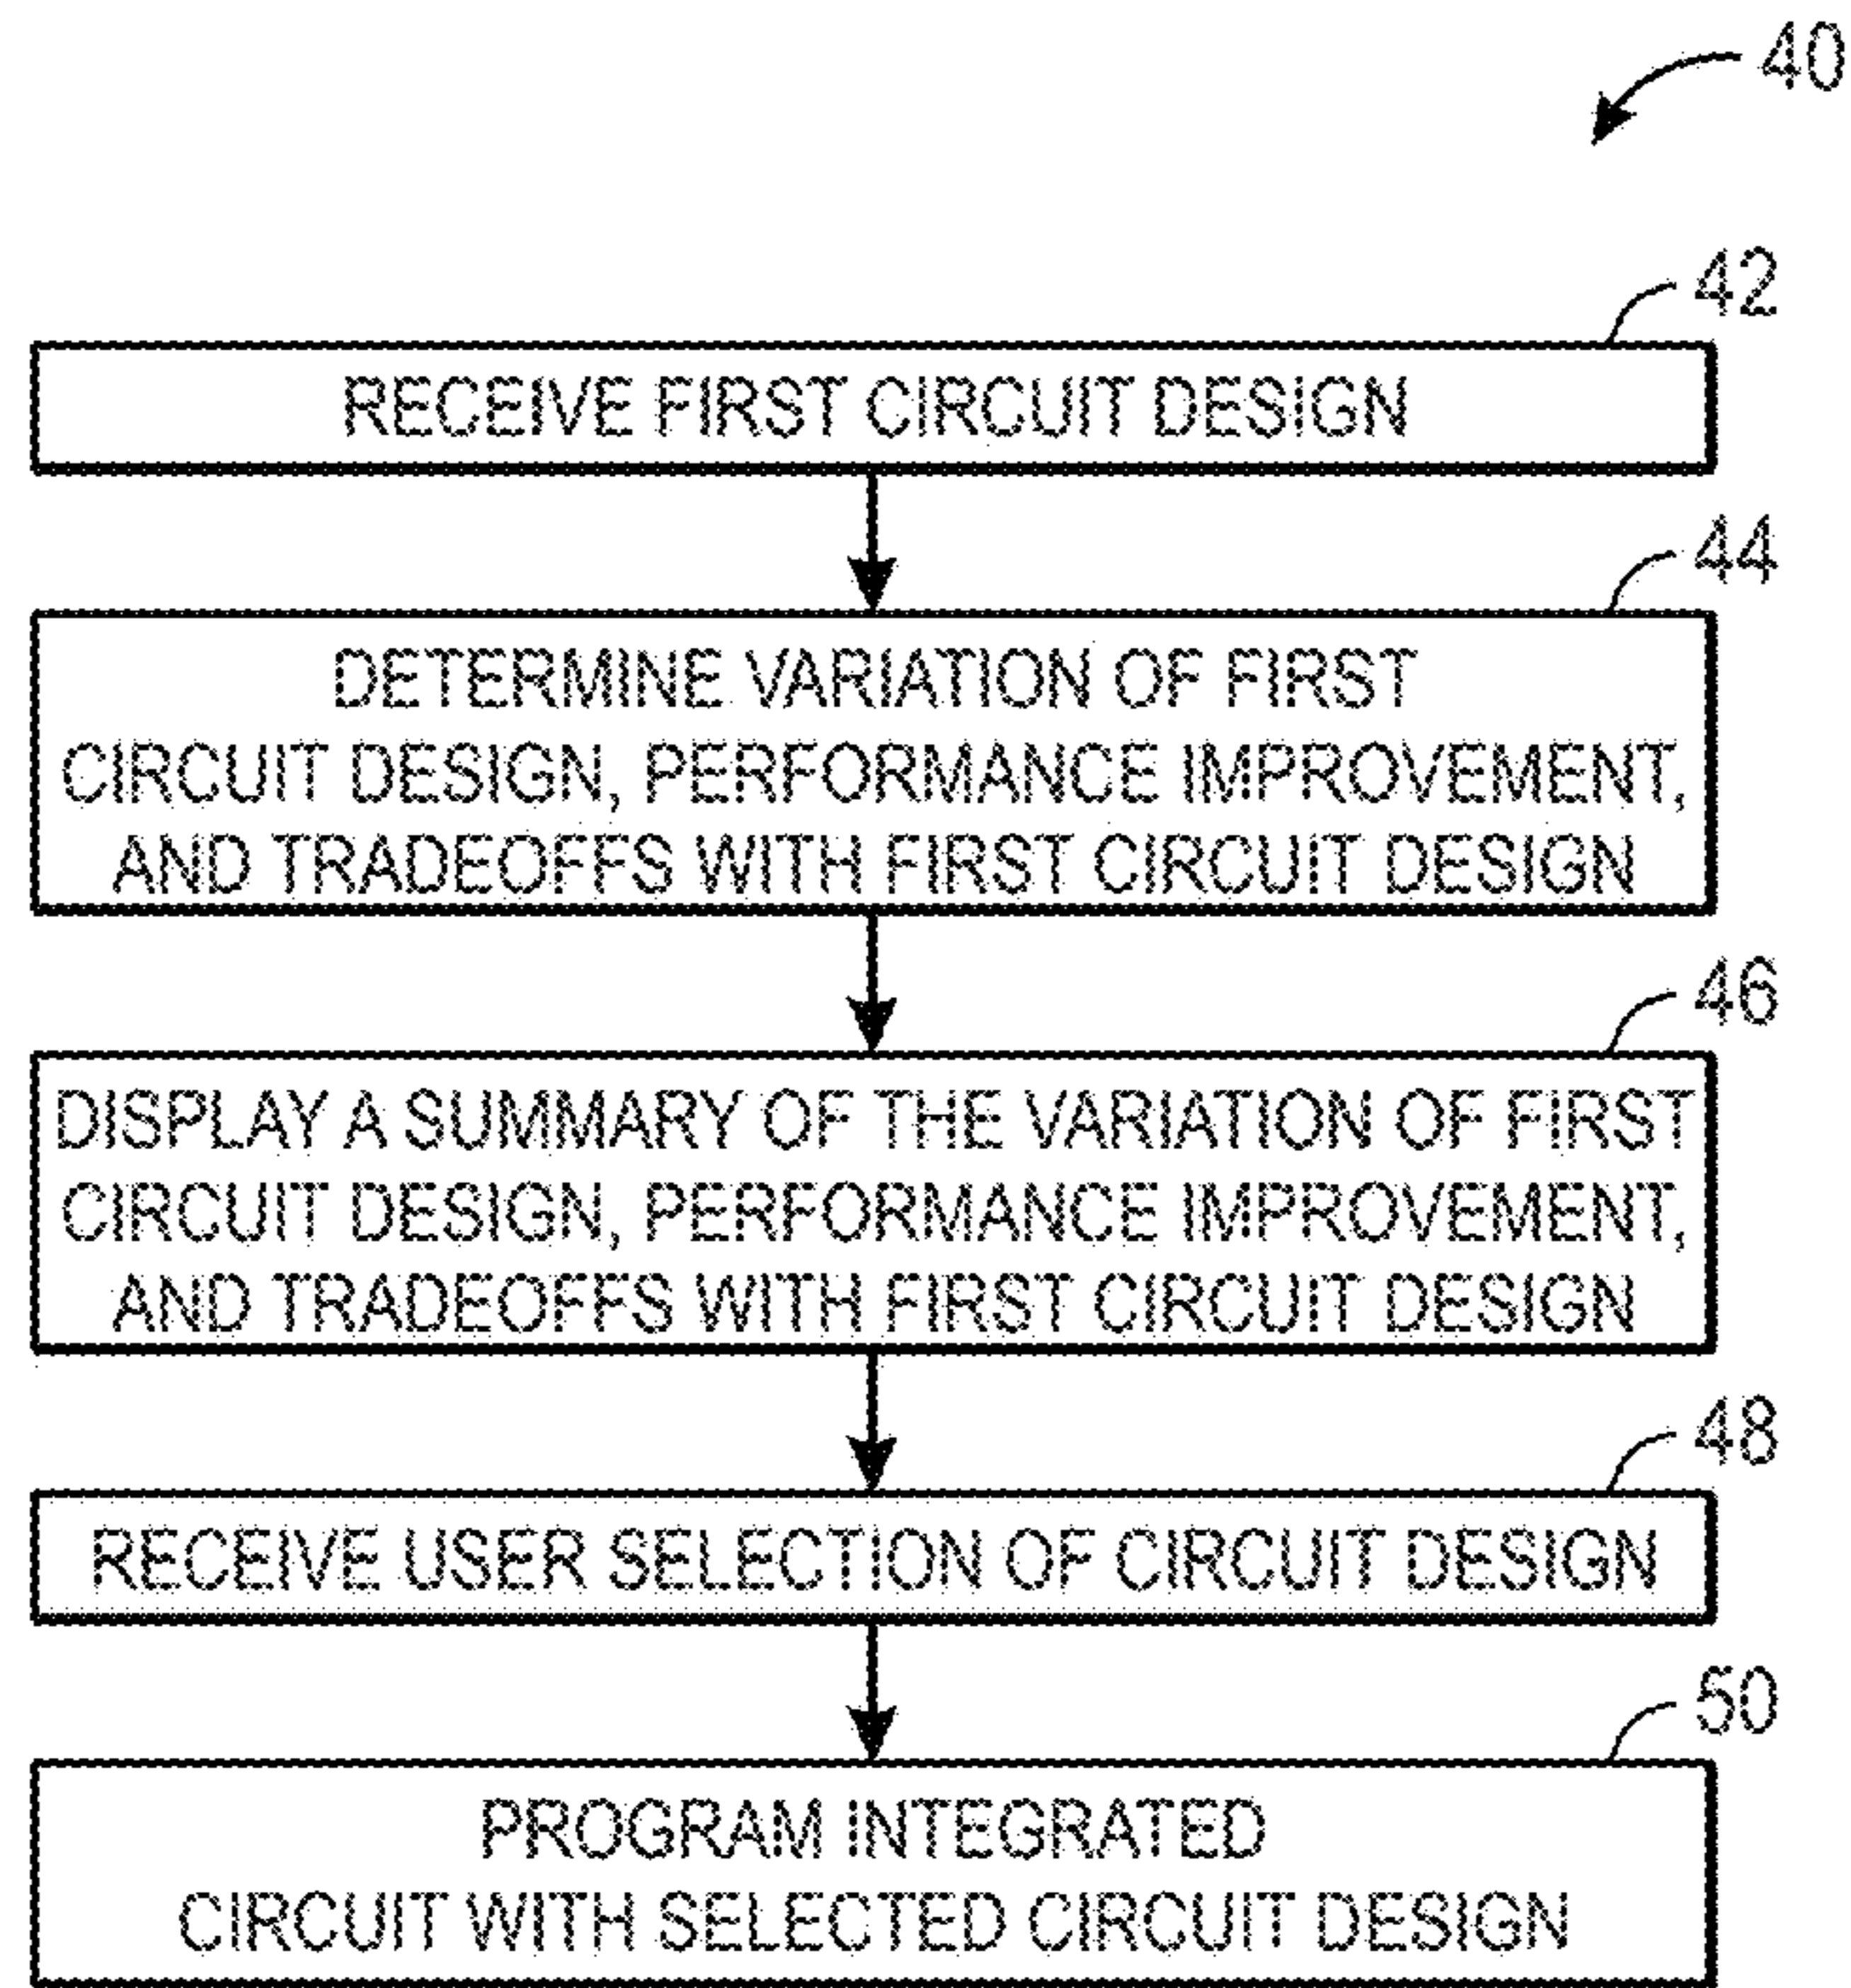 40
42
RECEIVE FIRST CIRCUIT DESIGN
44
DETERMINE VARIATION OF FIRST
CIRCUIT DESIGN, PERFORMANCE IMPROVEMENT,
AND TRADEOFFS WITH FIRST CIRCUIT DESIGN
46
DISPLAY A SUMMARY OF THE VARIATION OF FIRST
CIRCUIT DESIGN, PERFORMANCE IMPROVEMENT,
AND TRADEOFFS WITH FIRST CIRCUIT DESIGN
48
RECEIVE USER SELECTION OF CIRCUIT DESIGN
50
PROGRAM INTEGRATED
CIRCUIT WITH SELECTED CIRCUIT DESIGN